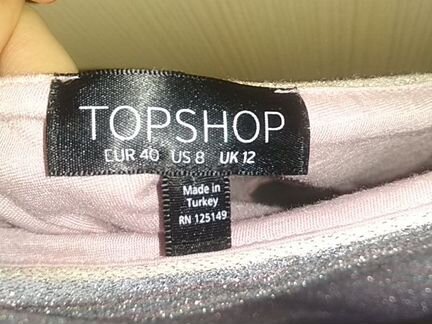 TOPSHOP
EUR 40 US 8 UK 12
Made in
Turkey
RN 125149